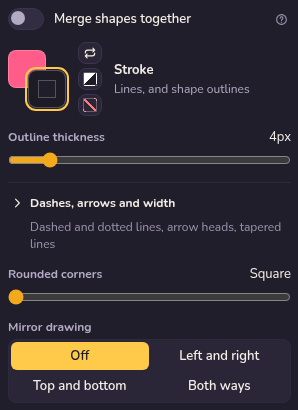 Merge shapes together
Stroke
Lines, and shape outlines
Outline thickness 4px
Dashes, arrows and width
Dashed and dotted lines, arrow heads, tapered
lines
Rounded corners Square
Mirror drawing
Off Left and right
Top and bottom Both ways